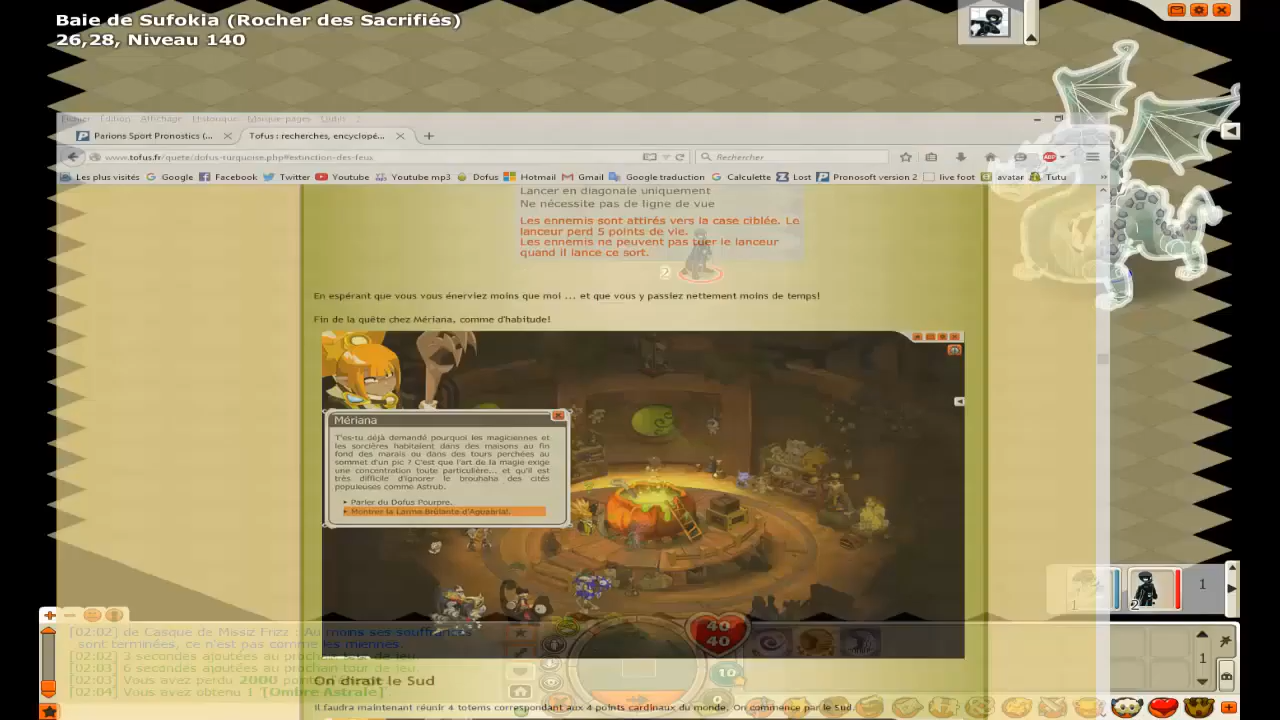 Baie de Sufokia (Rocher des Sacrifiés)
26,28, Niveau 140
Fichier Édition Affichage Historique Marque-pages Outils ?
Parions Sport Pronostics (...
Tofus : recherches, encyclopé...
www.tofus.fr/quete/dofus-turquoise.php#extinction-des-feux
Rechercher
Les plus visités Google Facebook Twitter Youtube Youtube mp3 Dofus Hotmail Gmail Google traduction Calculette Lost Pronosoft version 2 live foot avatar Tutu
Lancer en diagonale uniquement
Ne nécessite pas de ligne de vue
Les ennemis sont attirés vers la case ciblée. Le
lanceur perd 5 points de vie.
Les ennemis ne peuvent pas tuer le lanceur
quand il lance ce sort.
2
En espérant que vous vous énerviez moins que moi ... et que vous y passiez nettement moins de temps!
Fin de la quête chez Mériana, comme d'habitude!
Mériana
T'es-tu déjà demandé pourquoi les magiciennes et
les sorcières habitaient dans des maisons au fin
fond des marais ou dans des tours perchées au
sommet d'un pic ? C'est que l'art de la magie exige
une concentration toute particulière... et qu'il est
très difficile d'ignorer le brouhaha des cités
populeuses comme Astrub.
Parler du Dofus Pourpre.
Montrer la Larme Brûlante d'Aguabrial.
1
2
1
[02:02] de Casque de Missiz Frizz : Au moins ses souffrances
sont terminées, ce n'est pas comme les miennes.
[02:02] 3 secondes ajoutées au prochain tour de jeu.
[02:03] 6 secondes ajoutées au prochain tour de jeu.
[02:03] Vous avez perdu 2000
[02:04] Vous avez obtenu 1 '[Ombre Astrale]'
40
40
10
0
1
On dirait le Sud
Il faudra maintenant réunir 4 totems correspondant aux 4 points cardinaux du monde. On commence par le Sud.